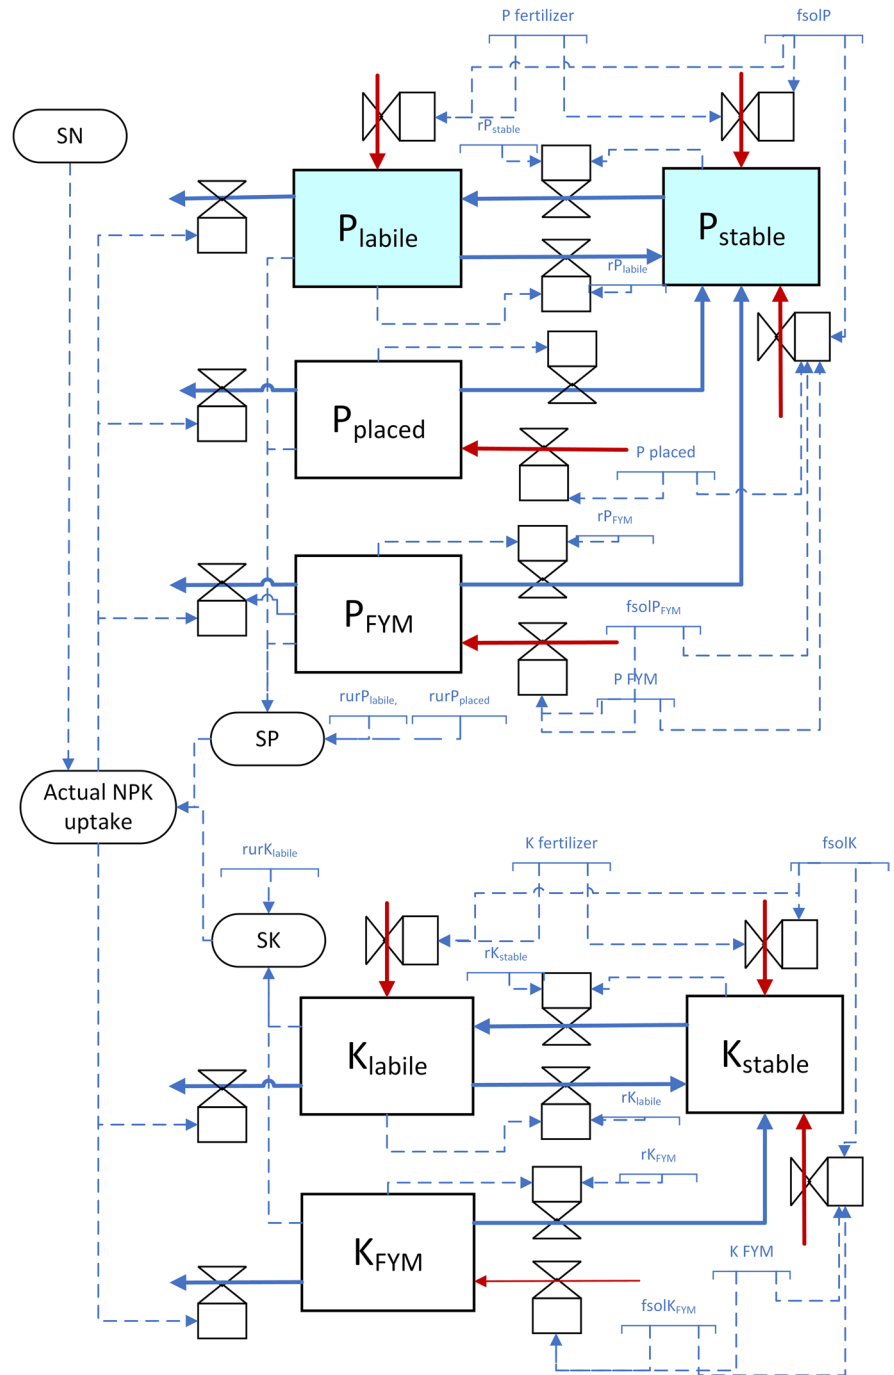 P fertilizer
fsolP
SN
rPstable
Plabile
Pstable
rPlabile
Pplaced
P placed
rPFYM
PFYM
fsolPFYM
P FYM
rurPlabile,
rurPplaced
SP
Actual NPK
uptake
K fertilizer
fsolK
rurKlabile
SK
rKstable
Klabile
Kstable
rKlabile
rKFYM
KFYM
K FYM
fsolKFYM